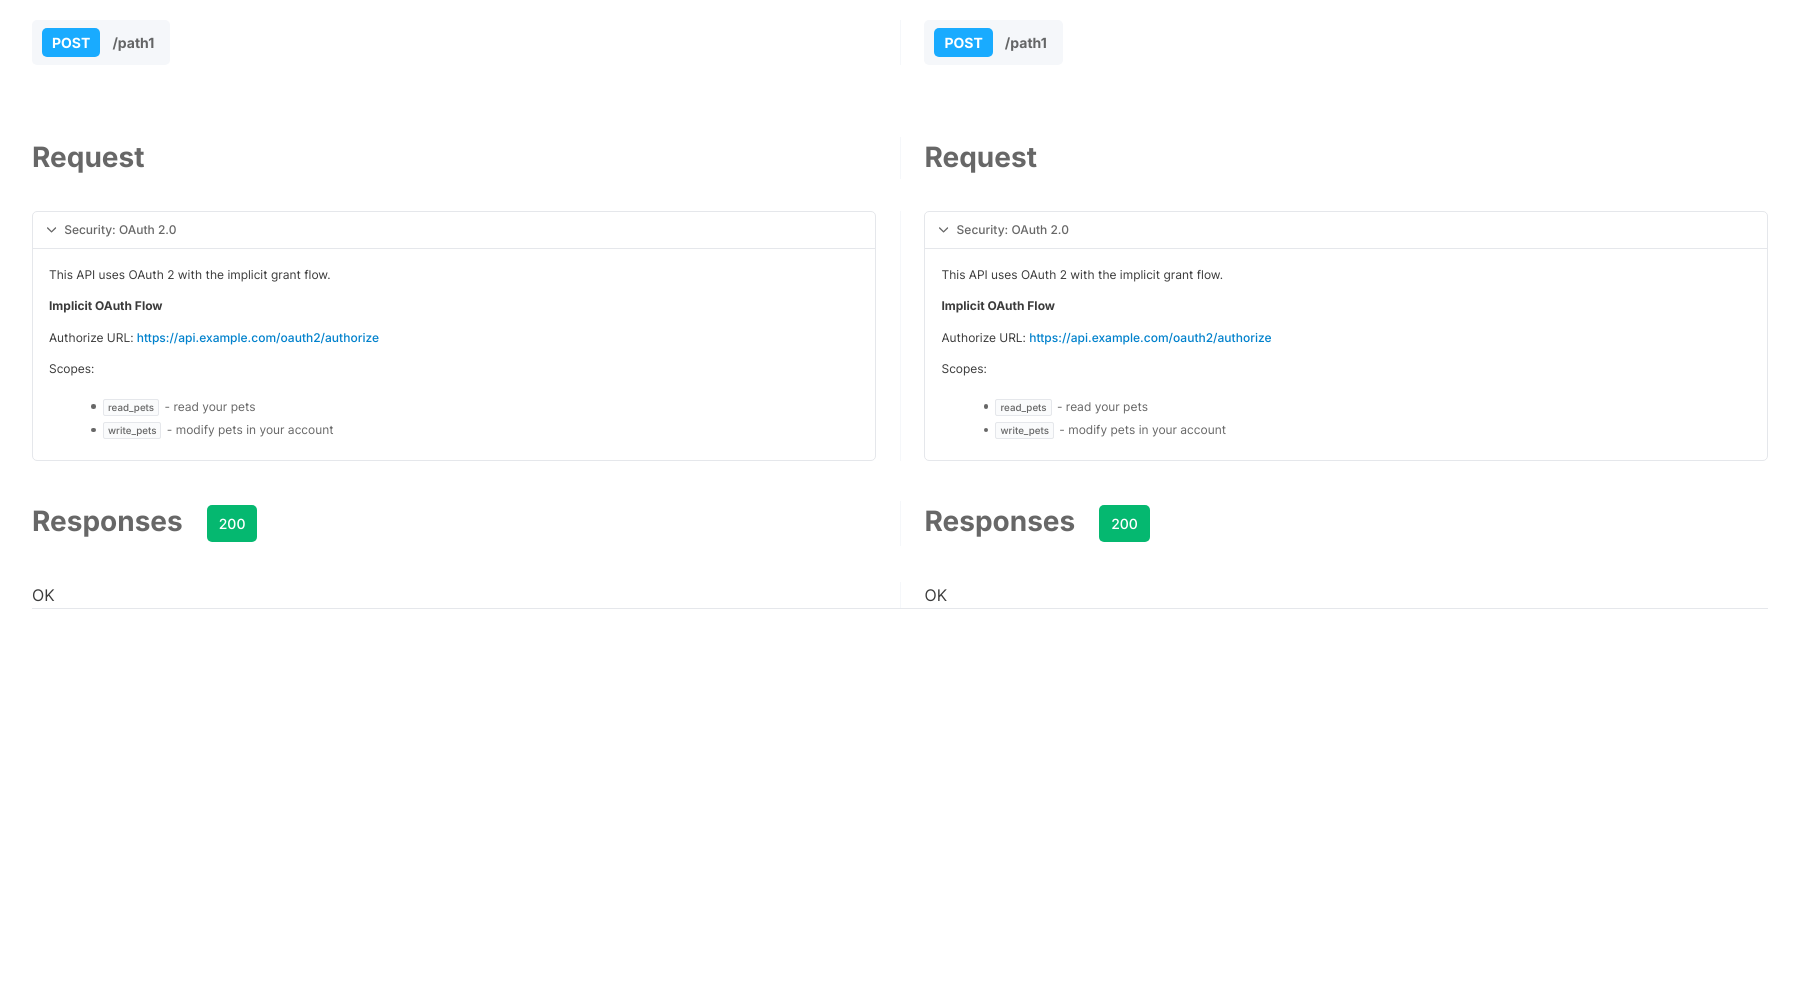 POST /path1
Request
Security: OAuth 2.0
This API uses OAuth 2 with the implicit grant flow.
Implicit OAuth Flow
Authorize URL: https://api.example.com/oauth2/authorize
Scopes:
read_pets - read your pets
write_pets - modify pets in your account
Responses 200
OK
POST /path1
Request
Security: OAuth 2.0
This API uses OAuth 2 with the implicit grant flow.
Implicit OAuth Flow
Authorize URL: https://api.example.com/oauth2/authorize
Scopes:
read_pets - read your pets
write_pets - modify pets in your account
Responses 200
OK